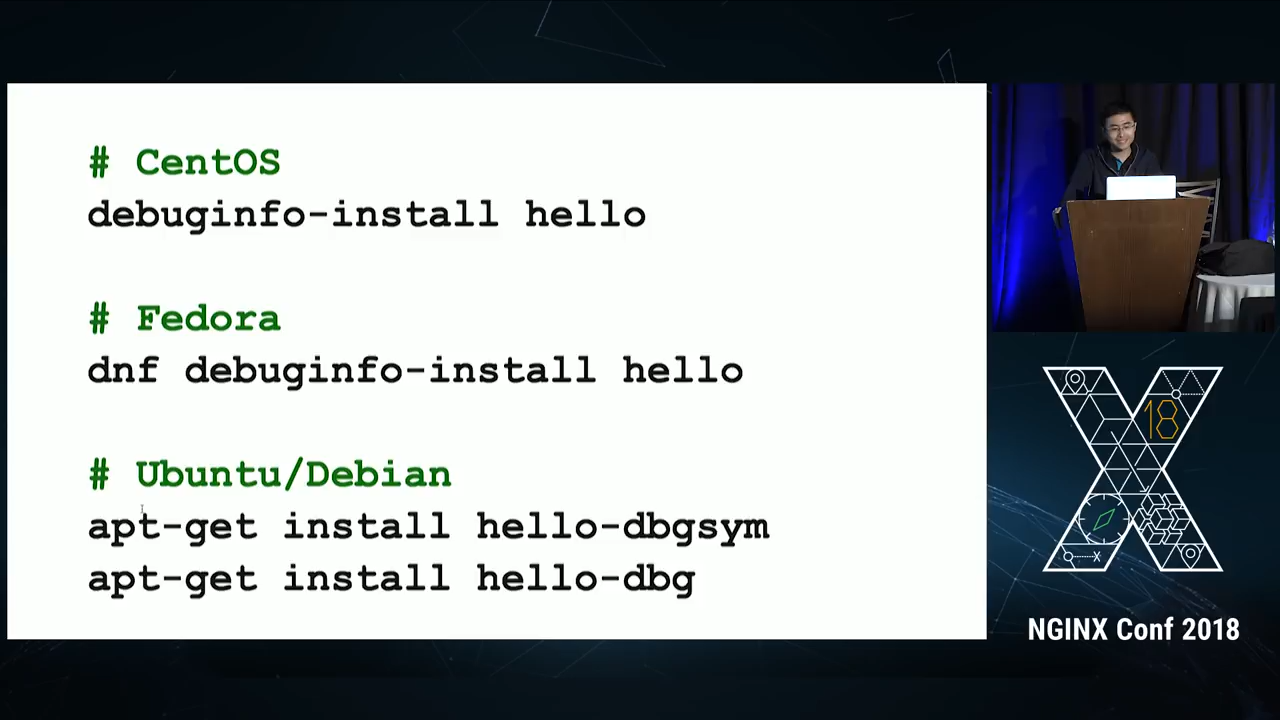 # CentOS
debuginfo-install hello
# Fedora
dnf debuginfo-install hello
# Ubuntu/Debian
apt-get install hello-dbgsym
apt-get install hello-dbg
18
X
NGINX Conf 2018